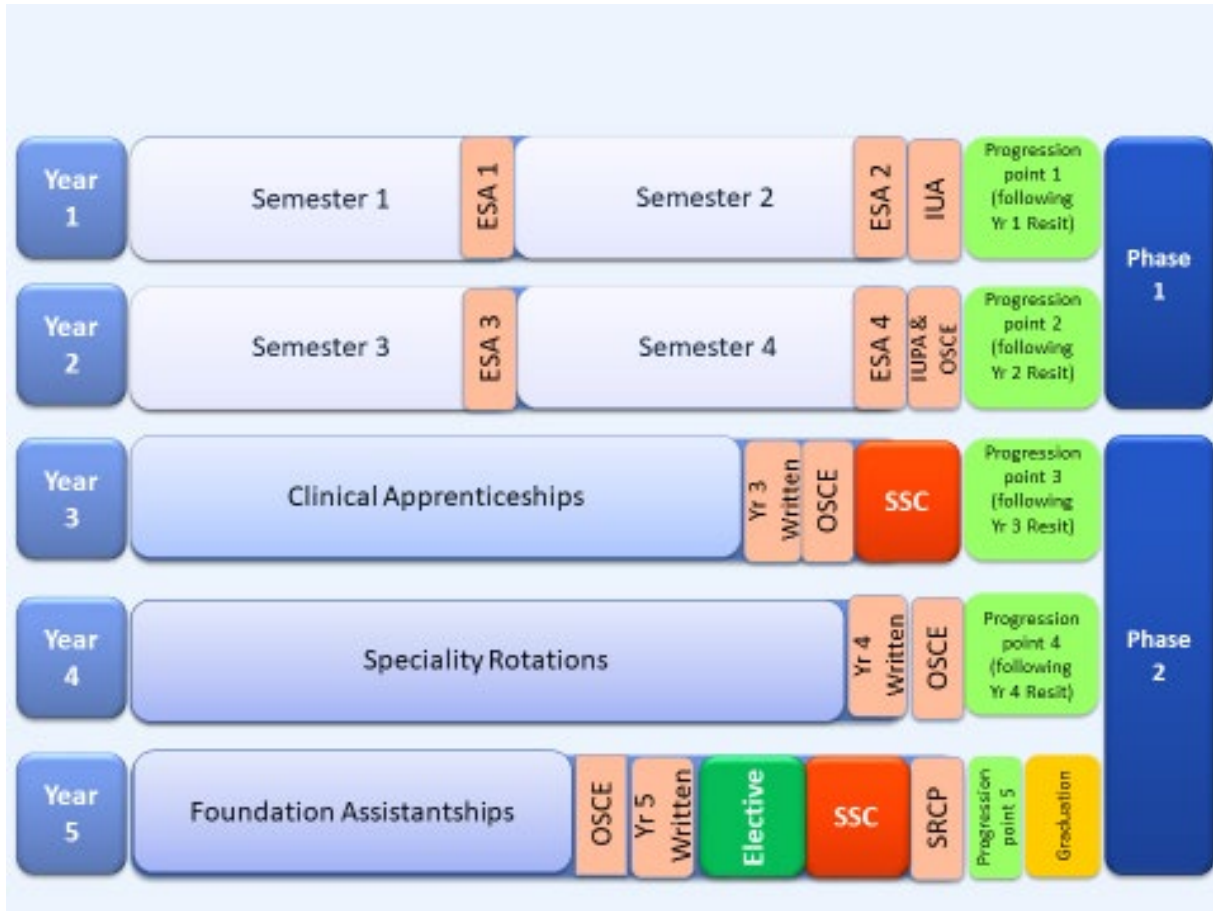 Year
1
Semester 1
ESA 1
Semester 2
ESA 2
IUA
Progression
point 1
(following
Yr 1 Resit)
Phase
1
Year
2
Semester 3
ESA 3
Semester 4
ESA 4
IUPA &
OSCE
Progression
point 2
(following
Yr 2 Resit)
Year
3
Clinical Apprenticeships
Yr 3
Written
OSCE
SSC
Progression
point 3
(following
Yr 3 Resit)
Phase
2
Year
4
Speciality Rotations
Yr 4
Written
OSCE
Progression
point 4
(following
Yr 4 Resit)
Year
5
Foundation Assistantships
OSCE
Yr 5
Written
Elective
SSC
SRCP
Progression
point 5
Graduation